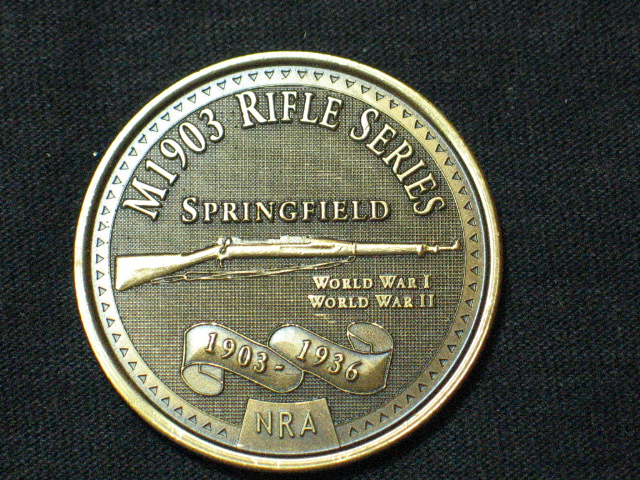 M1903 RIFLE SERIES
SPRINGFIELD
WORLD WAR I
WORLD WAR II
1903-1936
NRA